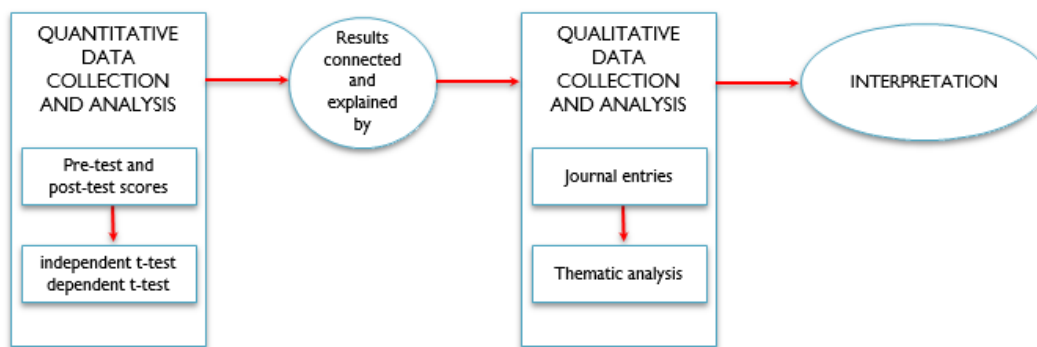 QUANTITATIVE
DATA
COLLECTION
AND ANALYSIS
Pre-test and
post-test scores
independent t-test
dependent t-test
Results
connected
and
explained
by
QUALITATIVE
DATA
COLLECTION
AND ANALYSIS
Journal entries
Thematic analysis
INTERPRETATION